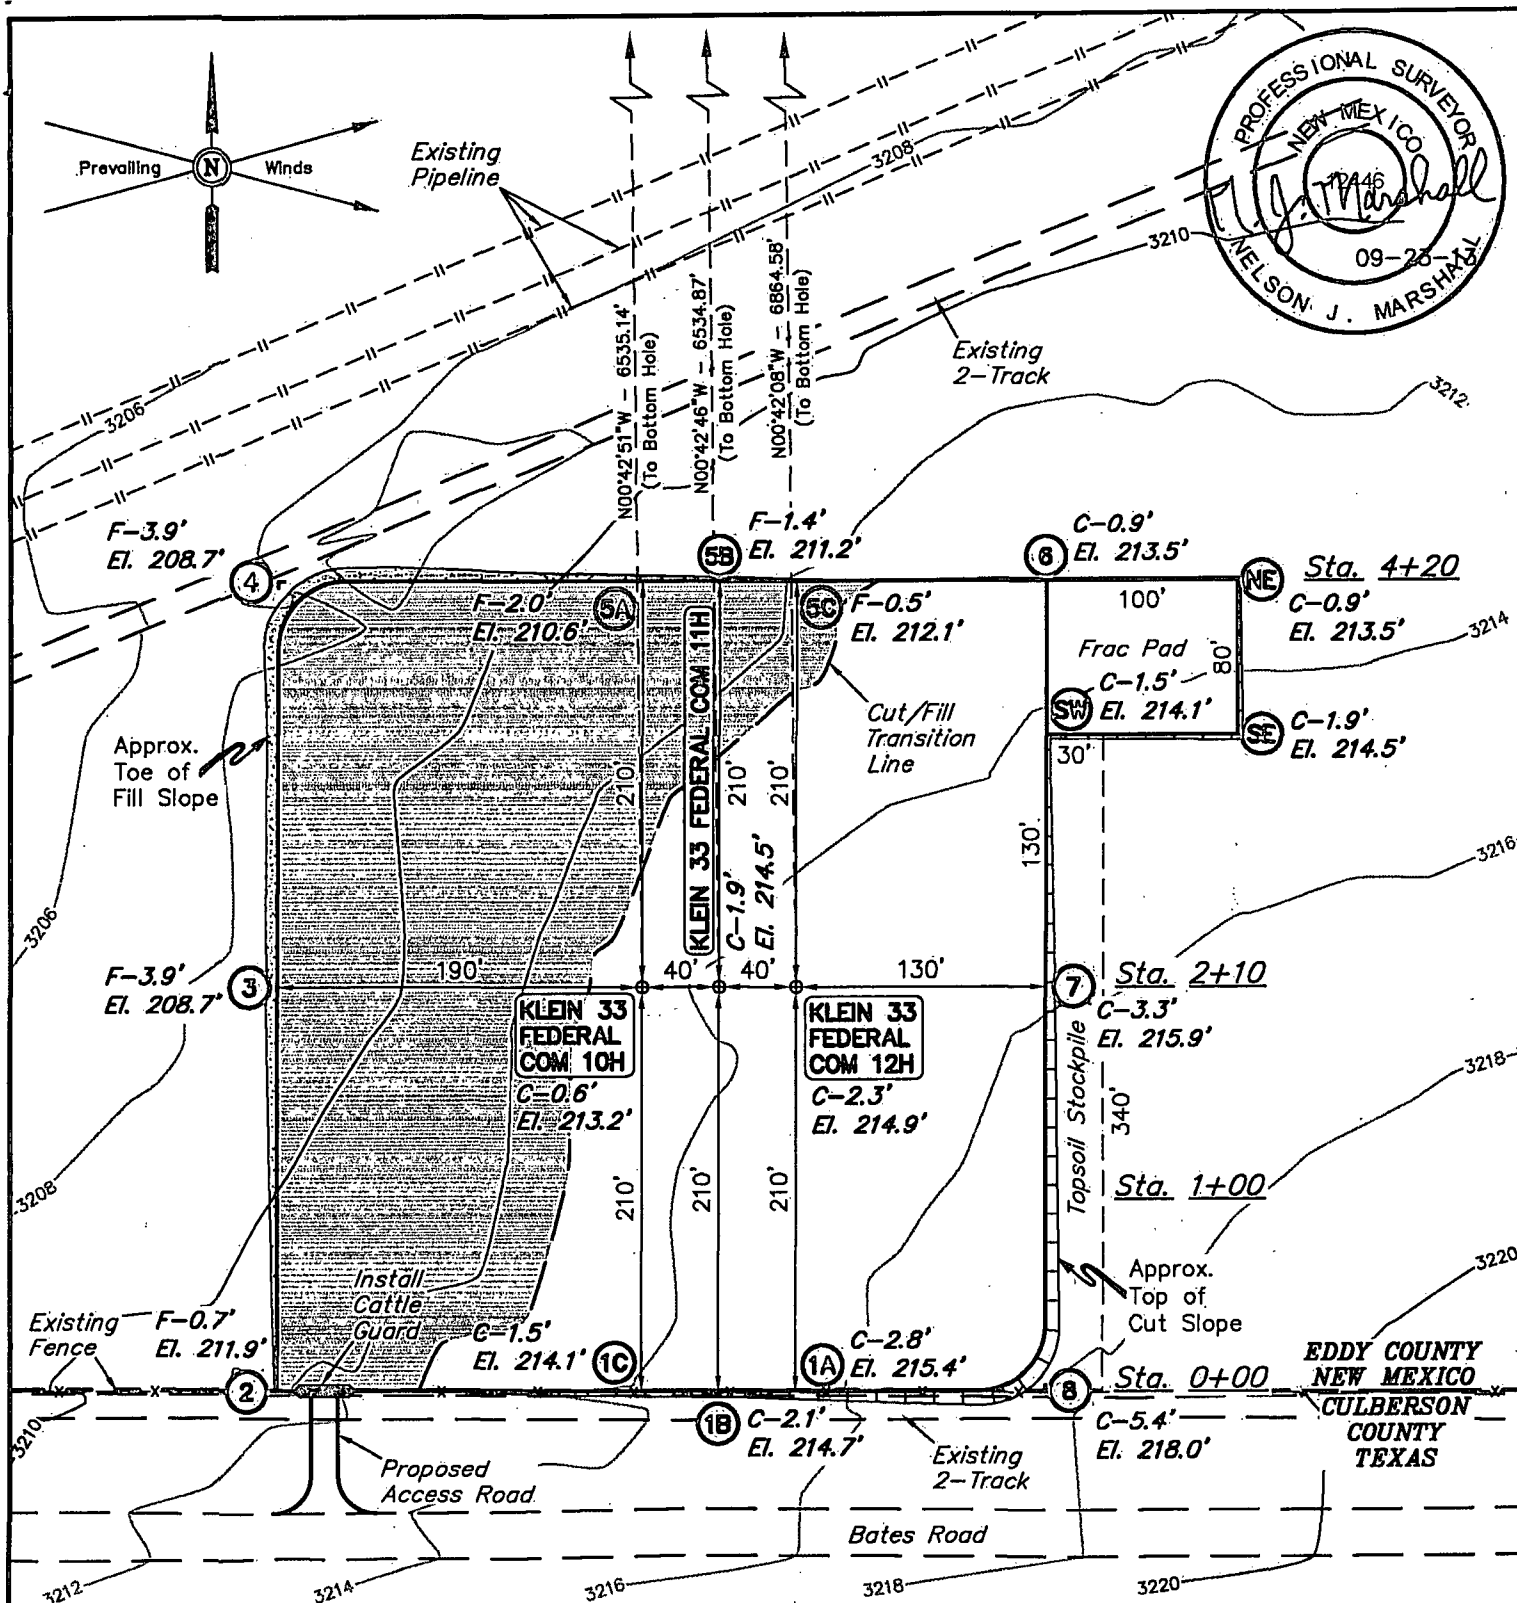 PROFESSIONAL SURVEYOR
NEW MEXICO
12446
N. J. Marshall
NELSON J. MARSHALL
Prevailing
N
Winds
Existing
Pipeline
3208
3210
3206
Existing
2-Track
3212
N00°42'51"W - 6535.14'
(To Bottom Hole)
N00°42'46"W - 6534.87'
(To Bottom Hole)
N00°42'08"W - 6864.58'
(To Bottom Hole)
F-3.9'
El. 208.7'
4
5B
F-1.4'
El. 211.2'
6
C-0.9'
El. 213.5'
NE
Sta. 4+20
C-0.9'
El. 213.5'
F-2.0'
El. 210.6'
5A
5C
F-0.5'
El. 212.1'
100'
80'
Frac Pad
3214
SW
C-1.5'
El. 214.1'
SE
C-1.9'
El. 214.5'
30'
Cut/Fill
Transition
Line
Approx.
Toe of
Fill Slope
KLEIN 33 FEDERAL COM 11H
C-1.9'
El. 214.5'
210'
210'
210'
130'
3216
3206
F-3.9'
El. 208.7'
3
190'
40'
40'
130'
7
Sta. 2+10
C-3.3'
El. 215.9'
KLEIN 33
FEDERAL
COM 10H
C-0.6'
El. 213.2'
KLEIN 33
FEDERAL
COM 12H
C-2.3'
El. 214.9'
Topsoil Stockpile
340'
3218
210'
210'
210'
Sta. 1+00
3208
3220
Approx.
Top of
Cut Slope
Install
Cattle
Guard
Existing
Fence
F-0.7'
El. 211.9'
2
C-1.5'
El. 214.1'
1C
1A
C-2.8'
El. 215.4'
8
Sta. 0+00
C-5.4'
El. 218.0'
EDDY COUNTY
NEW MEXICO
CULBERSON
COUNTY
TEXAS
3210
1B
C-2.1'
El. 214.7'
Existing
2-Track
Proposed
Access Road
Bates Road
3212
3214
3216
3218
3220